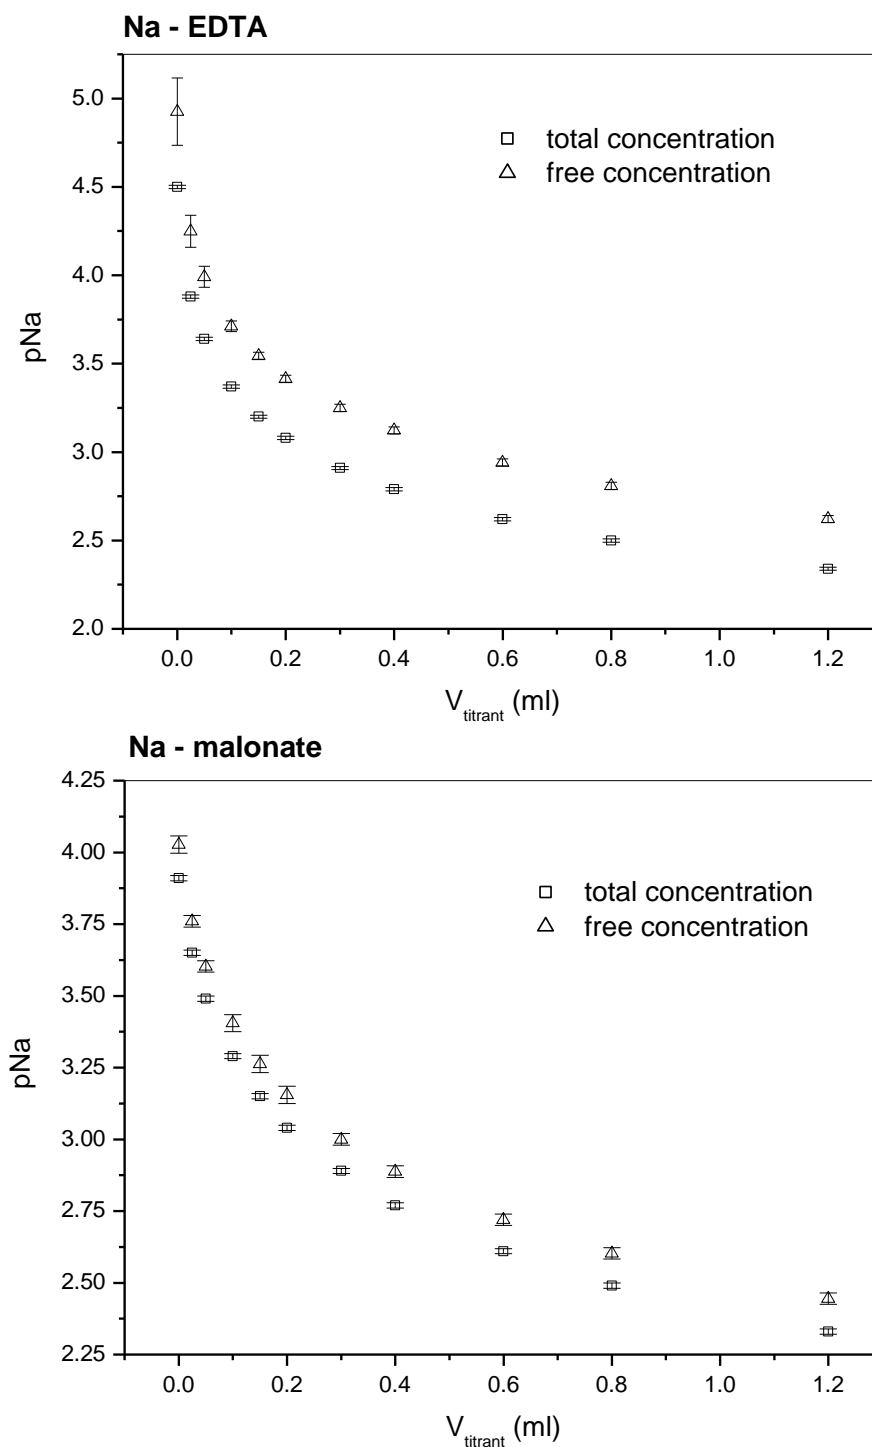 Na - EDTA
5.0
4.5
4.0
3.5
3.0
2.5
2.0
pNa
total concentration
free concentration
0.0 0.2 0.4 0.6 0.8 1.0 1.2
V titrant (ml)
Na - malonate
4.25
4.00
3.75
3.50
3.25
3.00
2.75
2.50
2.25
pNa
total concentration
free concentration
0.0 0.2 0.4 0.6 0.8 1.0 1.2
V titrant (ml)